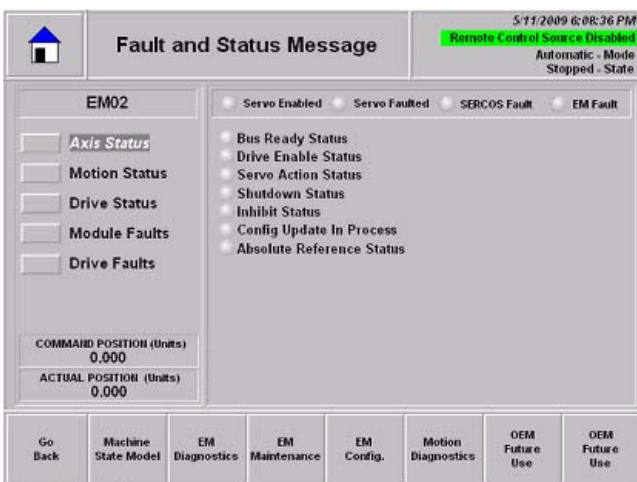 Fault and Status Message
5/11/2009 6:08:36 PM
Remote Control Source Disabled
Automatic - Mode
Stopped - State
EM02
Axis Status
Motion Status
Drive Status
Module Faults
Drive Faults
COMMAND POSITION (Units)
0.000
ACTUAL POSITION (Units)
0.000
Servo Enabled Servo Faulted SERCOS Fault EM Fault
Bus Ready Status
Drive Enable Status
Servo Action Status
Shutdown Status
Inhibit Status
Config Update In Process
Absolute Reference Status
Go
Back
Machine
State Model
EM
Diagnostics
EM
Maintenance
EM
Config.
Motion
Diagnostics
OEM
Future
Use
OEM
Future
Use